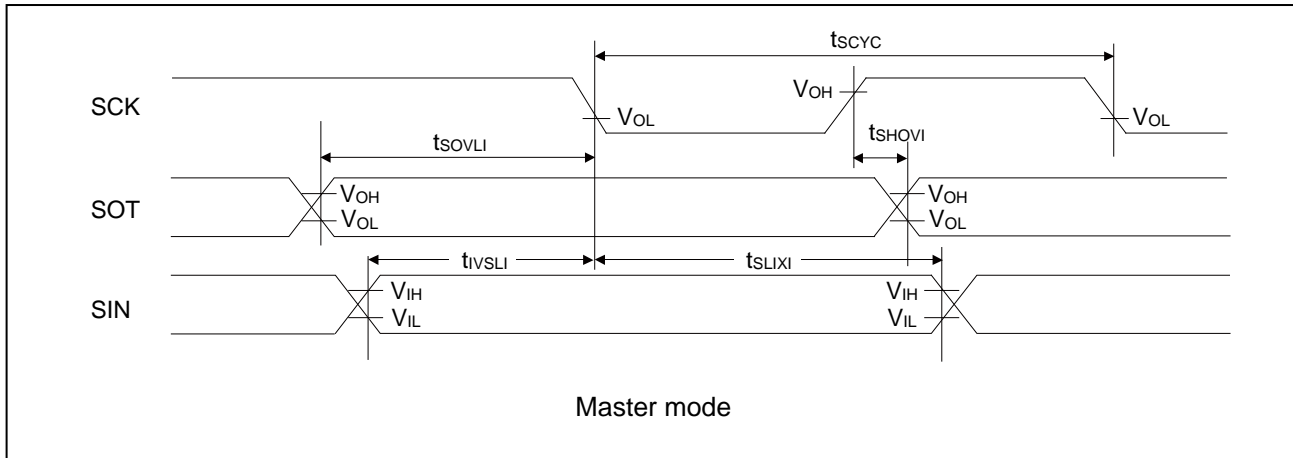 tSCYC
SCK
VOH
VOL
VOL
tSHOVI
tSOVLI
SOT
VOH
VOL
VOH
VOL
tIVSLI
tSLIXI
SIN
VIH
VIL
VIH
VIL
Master mode